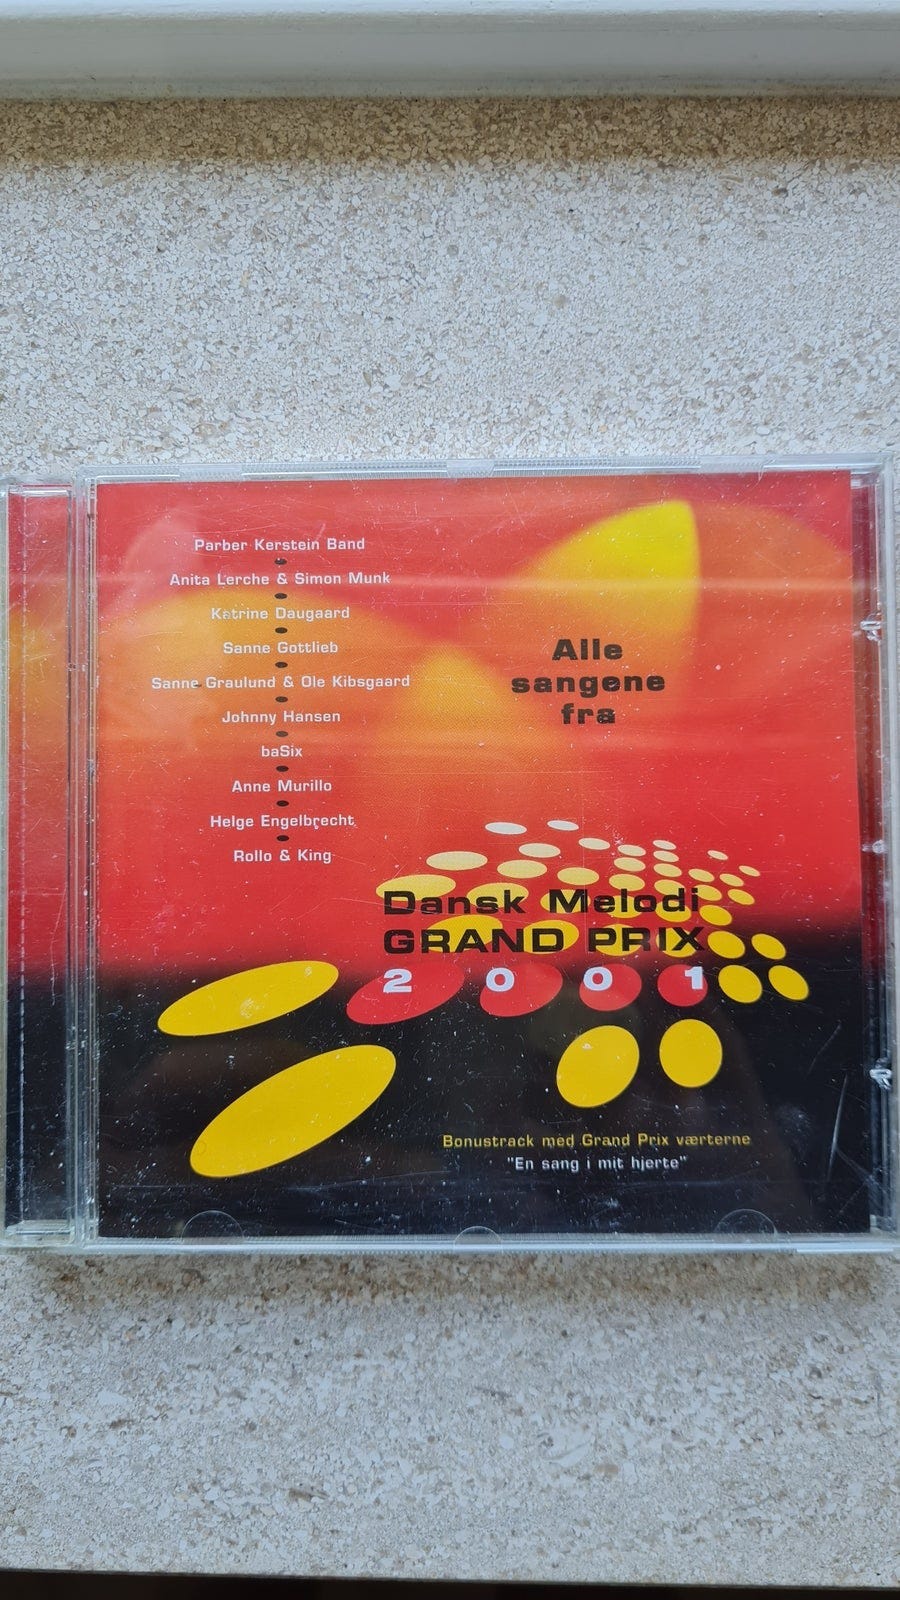 Parber Kerstein Band
Anita Lerche & Simon Munk
Katrine Daugaard
Sanne Gottlieb
Sanne Graulund & Ole Kibsgaard
Johnny Hansen
baSix
Anne Murillo
Helge Engelbrecht
Rollo & King
Alle
sangene
fra
Dansk Melodi
GRAND PRIX
2001
Bonustrack med Grand Prix værterne
"En sang i mit hjerte"